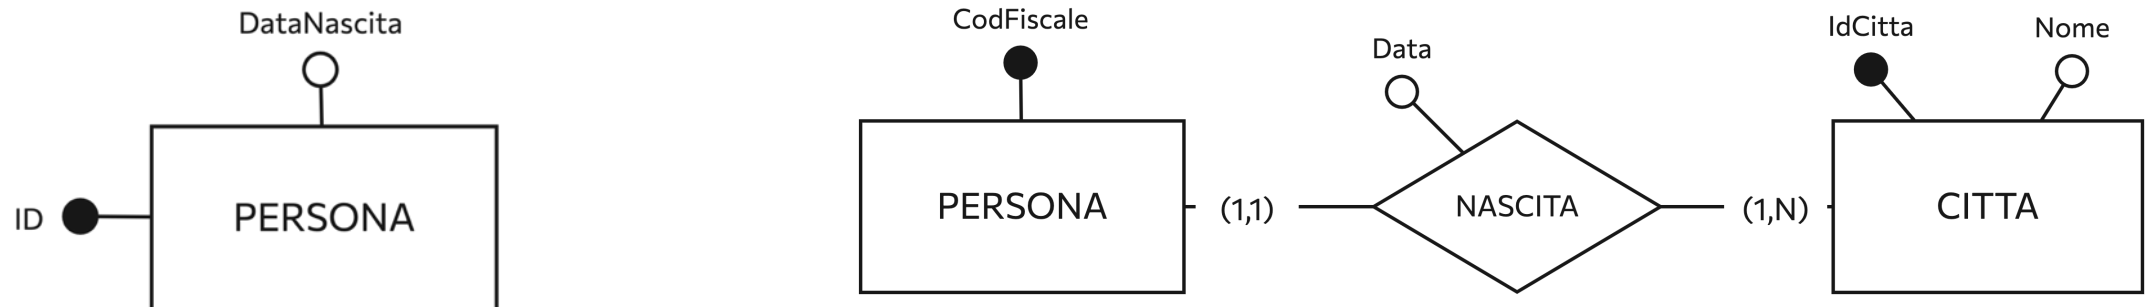 DataNascita
ID
PERSONA
CodFiscale
PERSONA
(1,1)
Data
NASCITA
(1,N)
IdCitta
Nome
CITTA